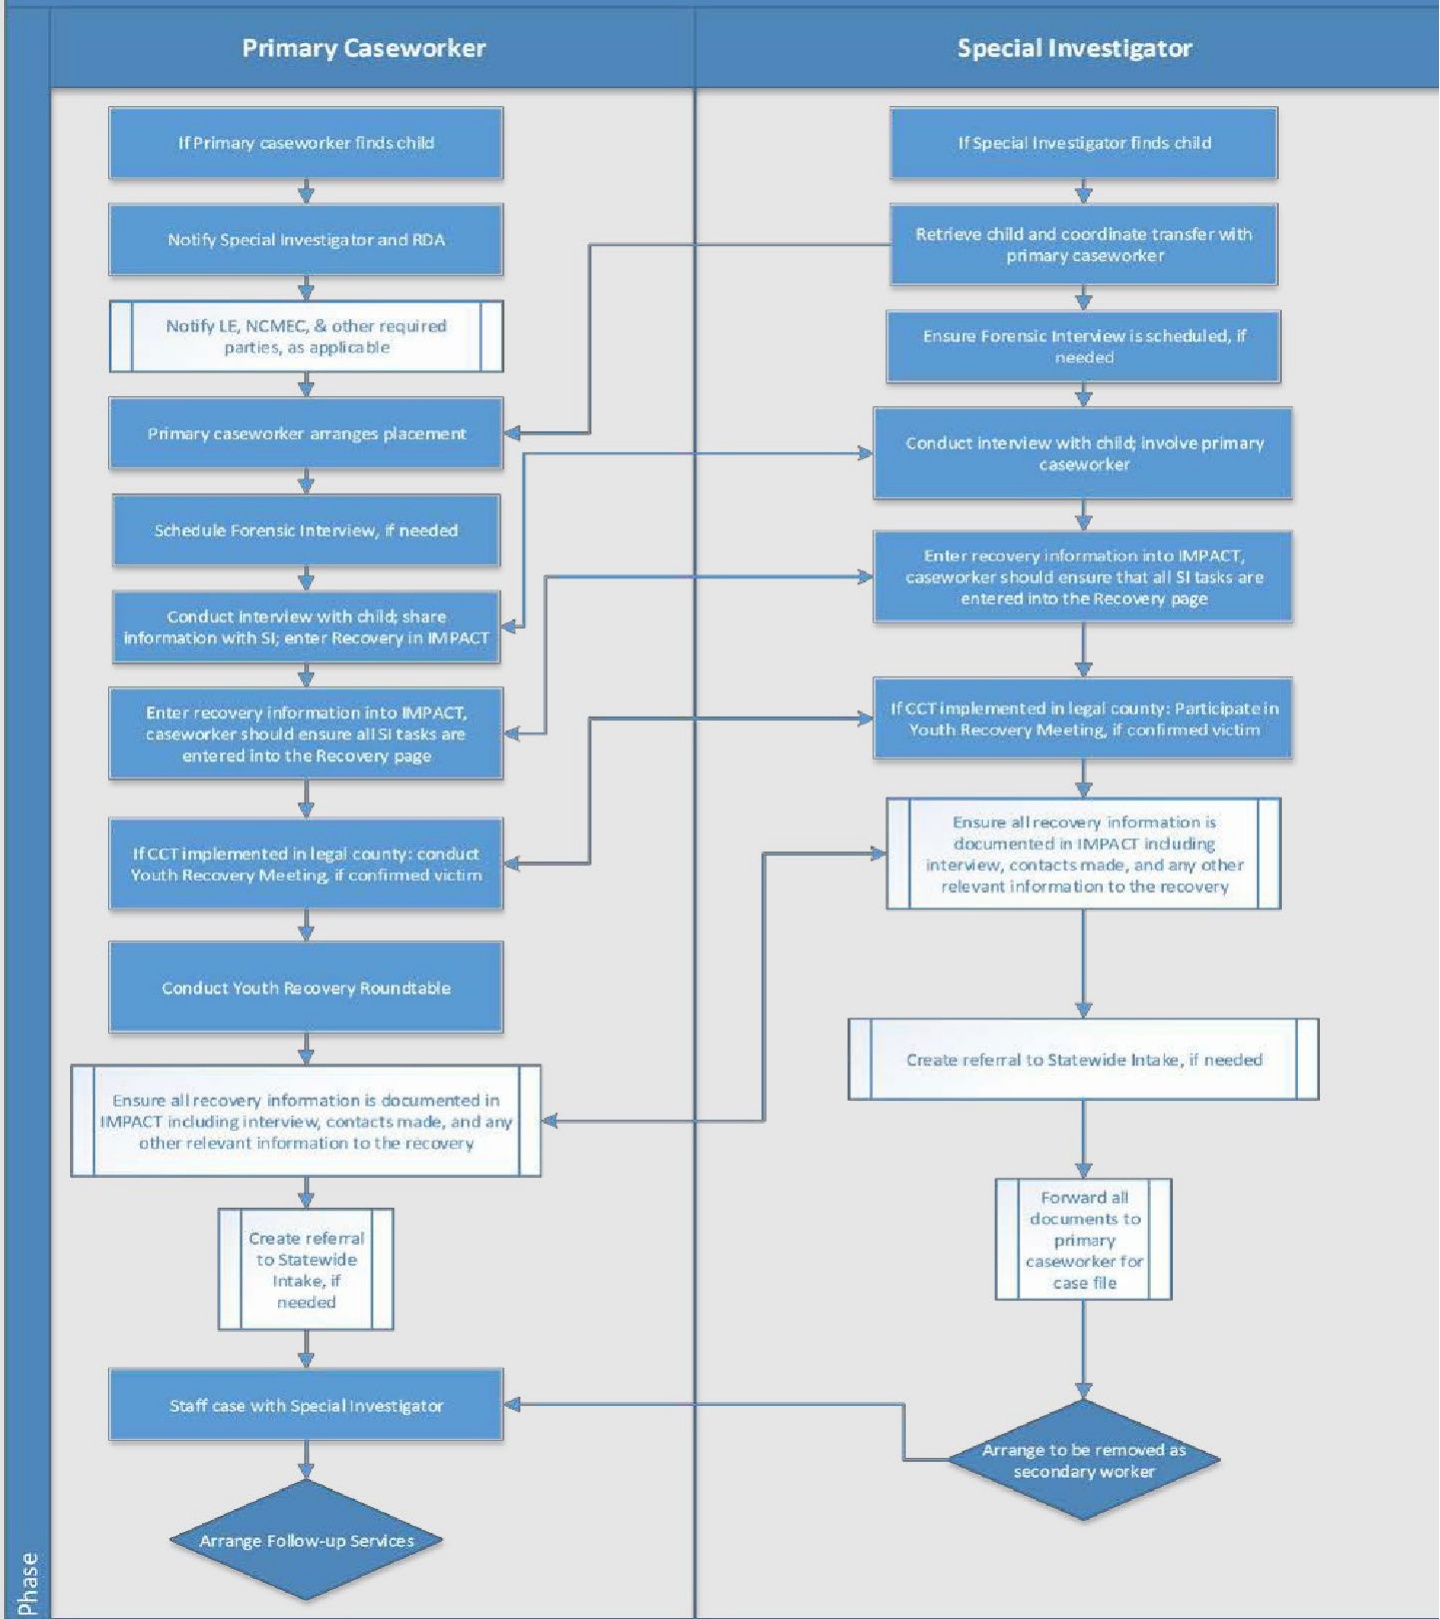 Primary Caseworker
If Primary caseworker finds child
Notify Special Investigator and RDA
Notify LE, NCMEC, & other required
parties, as applicable
Primary caseworker arranges placement
Schedule Forensic Interview, if needed
Conduct interview with child; share
information with SI; enter Recovery in IMPACT
Enter recovery information into IMPACT,
caseworker should ensure all SI tasks are
entered into the Recovery page
If CCT implemented in legal county: conduct
Youth Recovery Meeting, if confirmed victim
Conduct Youth Recovery Roundtable
Ensure all recovery information is documented in
IMPACT including interview, contacts made, and any
other relevant information to the recovery
Create referral
to Statewide
Intake, if
needed
Staff case with Special Investigator
Arrange Follow-up Services
Special Investigator
If Special Investigator finds child
Retrieve child and coordinate transfer with
primary caseworker
Ensure Forensic Interview is scheduled, if
needed
Conduct interview with child; involve primary
caseworker
Enter recovery information into IMPACT,
caseworker should ensure that all SI tasks are
entered into the Recovery page
If CCT implemented in legal county: Participate in
Youth Recovery Meeting, if confirmed victim
Ensure all recovery information is
documented in IMPACT including
interview, contacts made, and any other
relevant information to the recovery
Create referral to Statewide Intake, if needed
Forward all
documents to
primary
caseworker for
case file
Arrange to be removed as
secondary worker
Phase